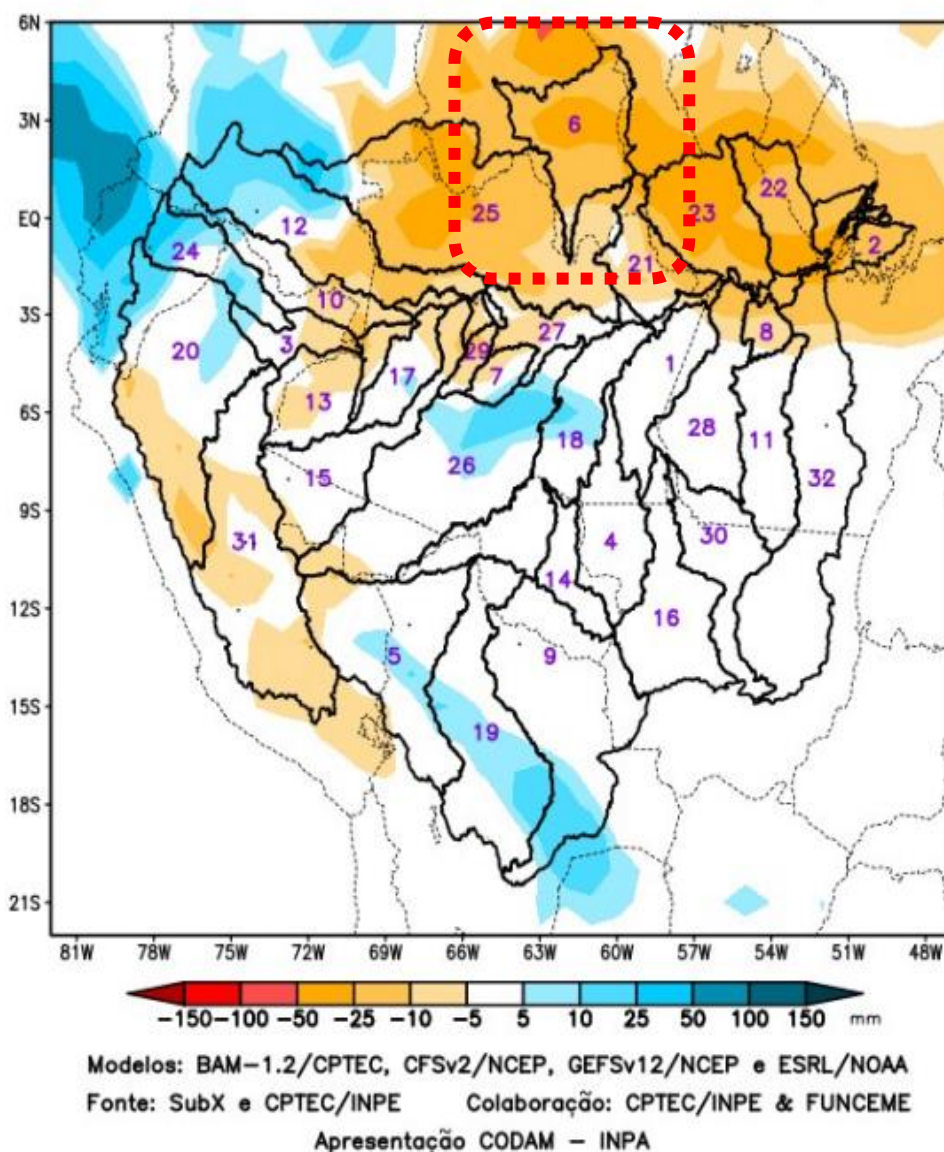 6N
3N
EQ
3S
6S
9S
12S
15S
18S
21S
6
22
25
23
12
2
24
21
10
27
8
3
20
29
1
7
17
13
28
18
11
26
15
32
30
31
4
14
16
5
9
19
81W 78W 75W 72W 69W 66W 63W 60W 57W 54W 51W 48W
-150 -100 -50 -25 -10 -5 5 10 25 50 100 150 mm
Modelos: BAM-1.2/CPTEC, CFSv2/NCEP, GEFSv12/NCEP e ESRL/NOAA
Fonte: SubX e CPTEC/INPE Colaboração: CPTEC/INPE & FUNCEME
Apresentação CODAM - INPA